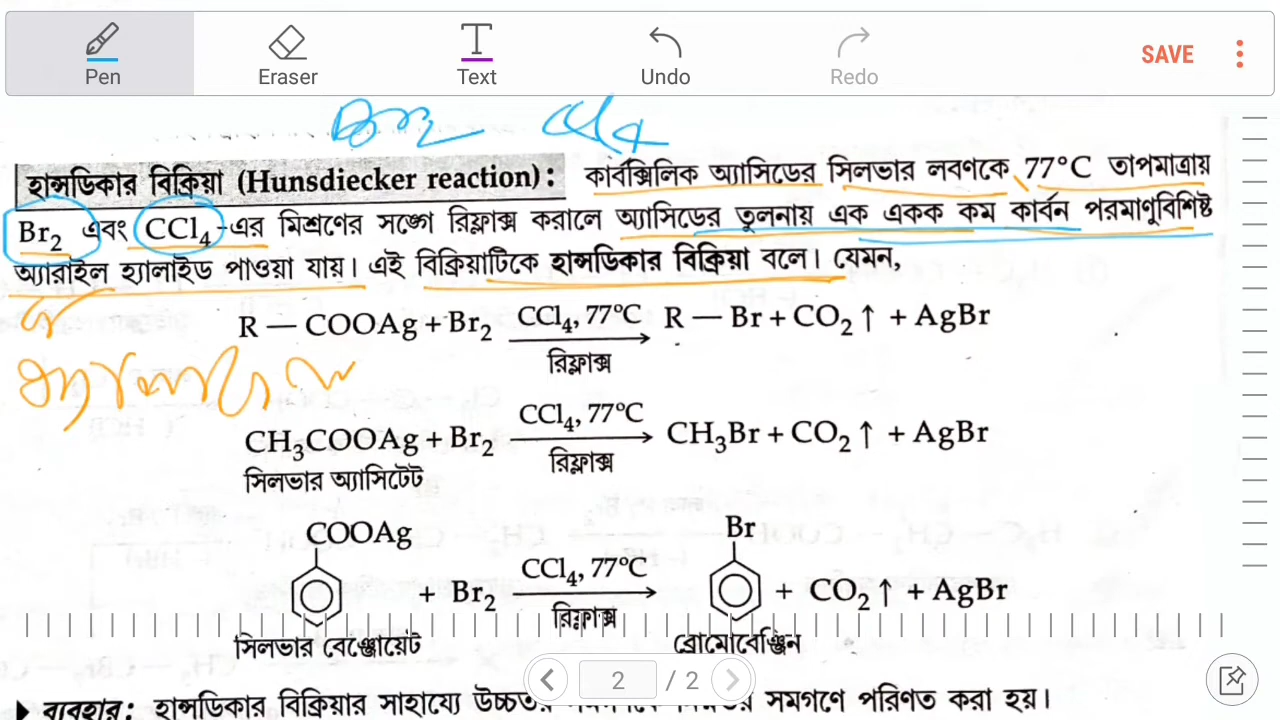 Pen Eraser Text Undo Redo SAVE
Br2 CCl4
হান্সডিকার বিক্রিয়া (Hunsdiecker reaction): কার্বক্সিলিক অ্যাসিডের সিলভার লবণকে 77°C তাপমাত্রায়
Br₂ এবং CCl₄-এর মিশ্রণের সঙ্গে রিফ্লাক্স করালে অ্যাসিডের তুলনায় এক একক কম কার্বন পরমাণুবিশিষ্ট
অ্যারাইল হ্যালাইড পাওয়া যায়। এই বিক্রিয়াটিকে হান্সডিকার বিক্রিয়া বলে। যেমন,
R — COOAg + Br₂ CCl₄, 77°C রিফ্লাক্স → R — Br + CO₂↑ + AgBr
CH₃COOAg + Br₂ CCl₄, 77°C রিফ্লাক্স → CH₃Br + CO₂↑ + AgBr
সিলভার অ্যাসিটেট
COOAg Br
+ Br₂ CCl₄, 77°C রিফ্লাক্স → + CO₂↑ + AgBr
সিলভার বেঞ্জোয়েট ব্রোমোবেঞ্জিন
2 / 2
▶ ব্যবহার: হান্সডিকার বিক্রিয়ার সাহায্যে সমগণে পরিণত করা হয়।